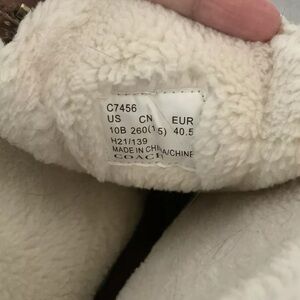 C7456
US CN EUR
10B 260(1.5) 40.5
H21/139
MADE IN CHINA/CHINE
COACH